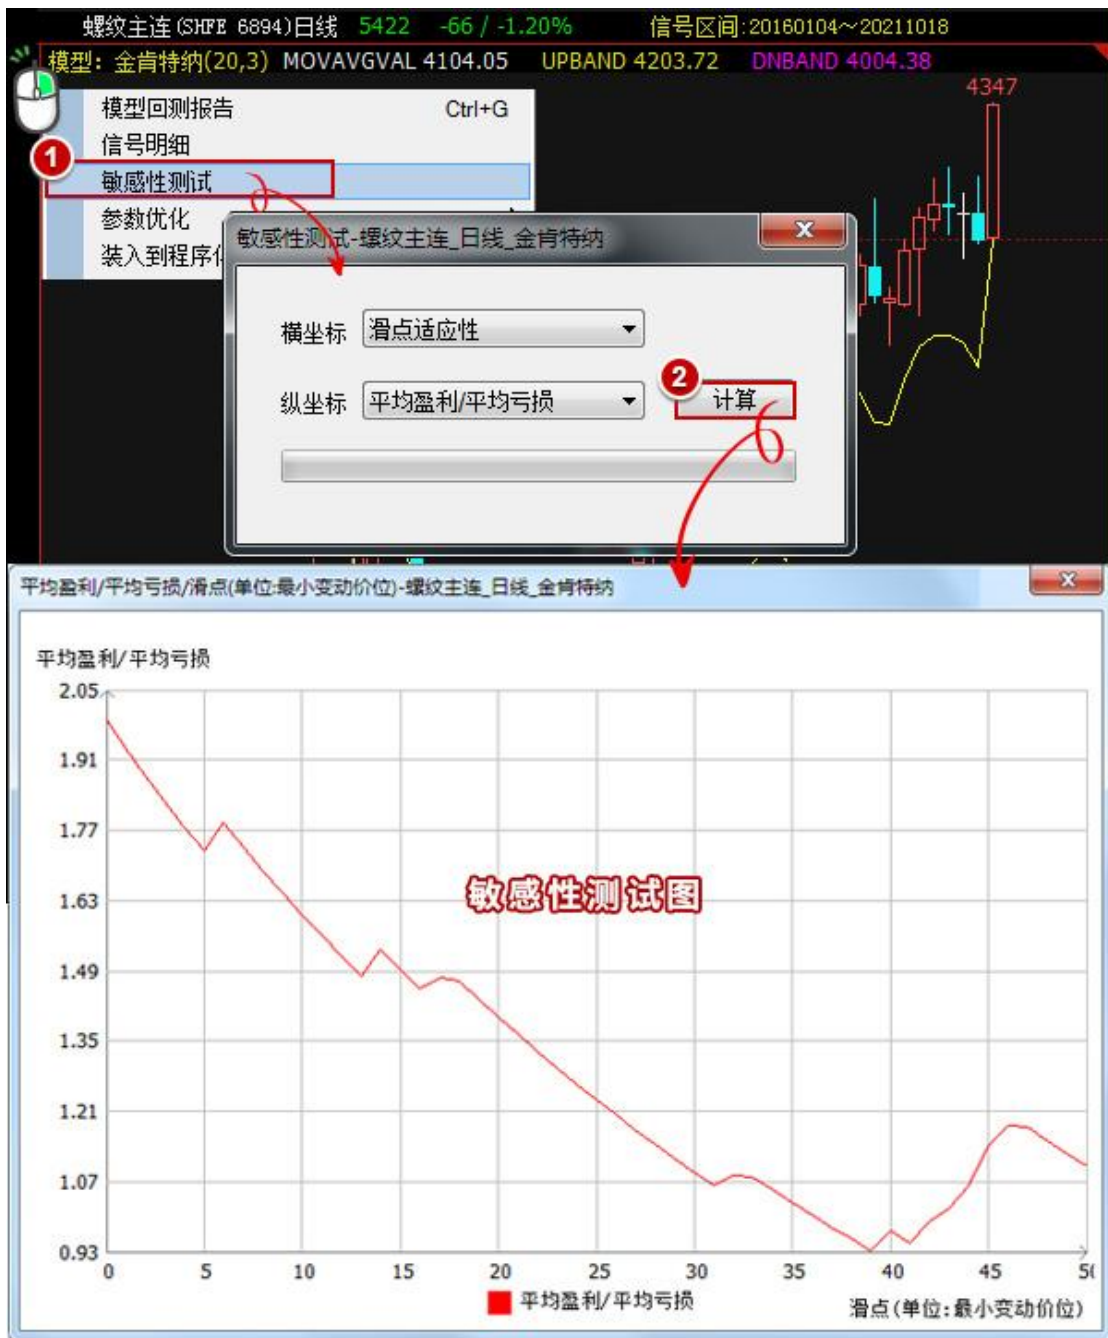 螺纹主连(SHFE 6894)日线 5422 -66 / -1.20% 信号区间:20160104～20211018
模型: 金肯特纳(20,3) MOVAVGVAL 4104.05 UPBAND 4203.72 DNBAND 4004.38
4347
模型回测报告 Ctrl+G
信号明细
1
敏感性测试
参数优化
装入到程序化
敏感性测试-螺纹主连_日线_金肯特纳
横坐标 滑点适应性
2
纵坐标 平均盈利/平均亏损 计算
平均盈利/平均亏损/滑点(单位:最小变动价位)-螺纹主连_日线_金肯特纳
平均盈利/平均亏损
2.05
1.91
1.77
敏感性测试图
1.63
1.49
1.35
1.21
1.07
0.93
0 5 10 15 20 25 30 35 40 45 50
平均盈利/平均亏损
滑点(单位:最小变动价位)